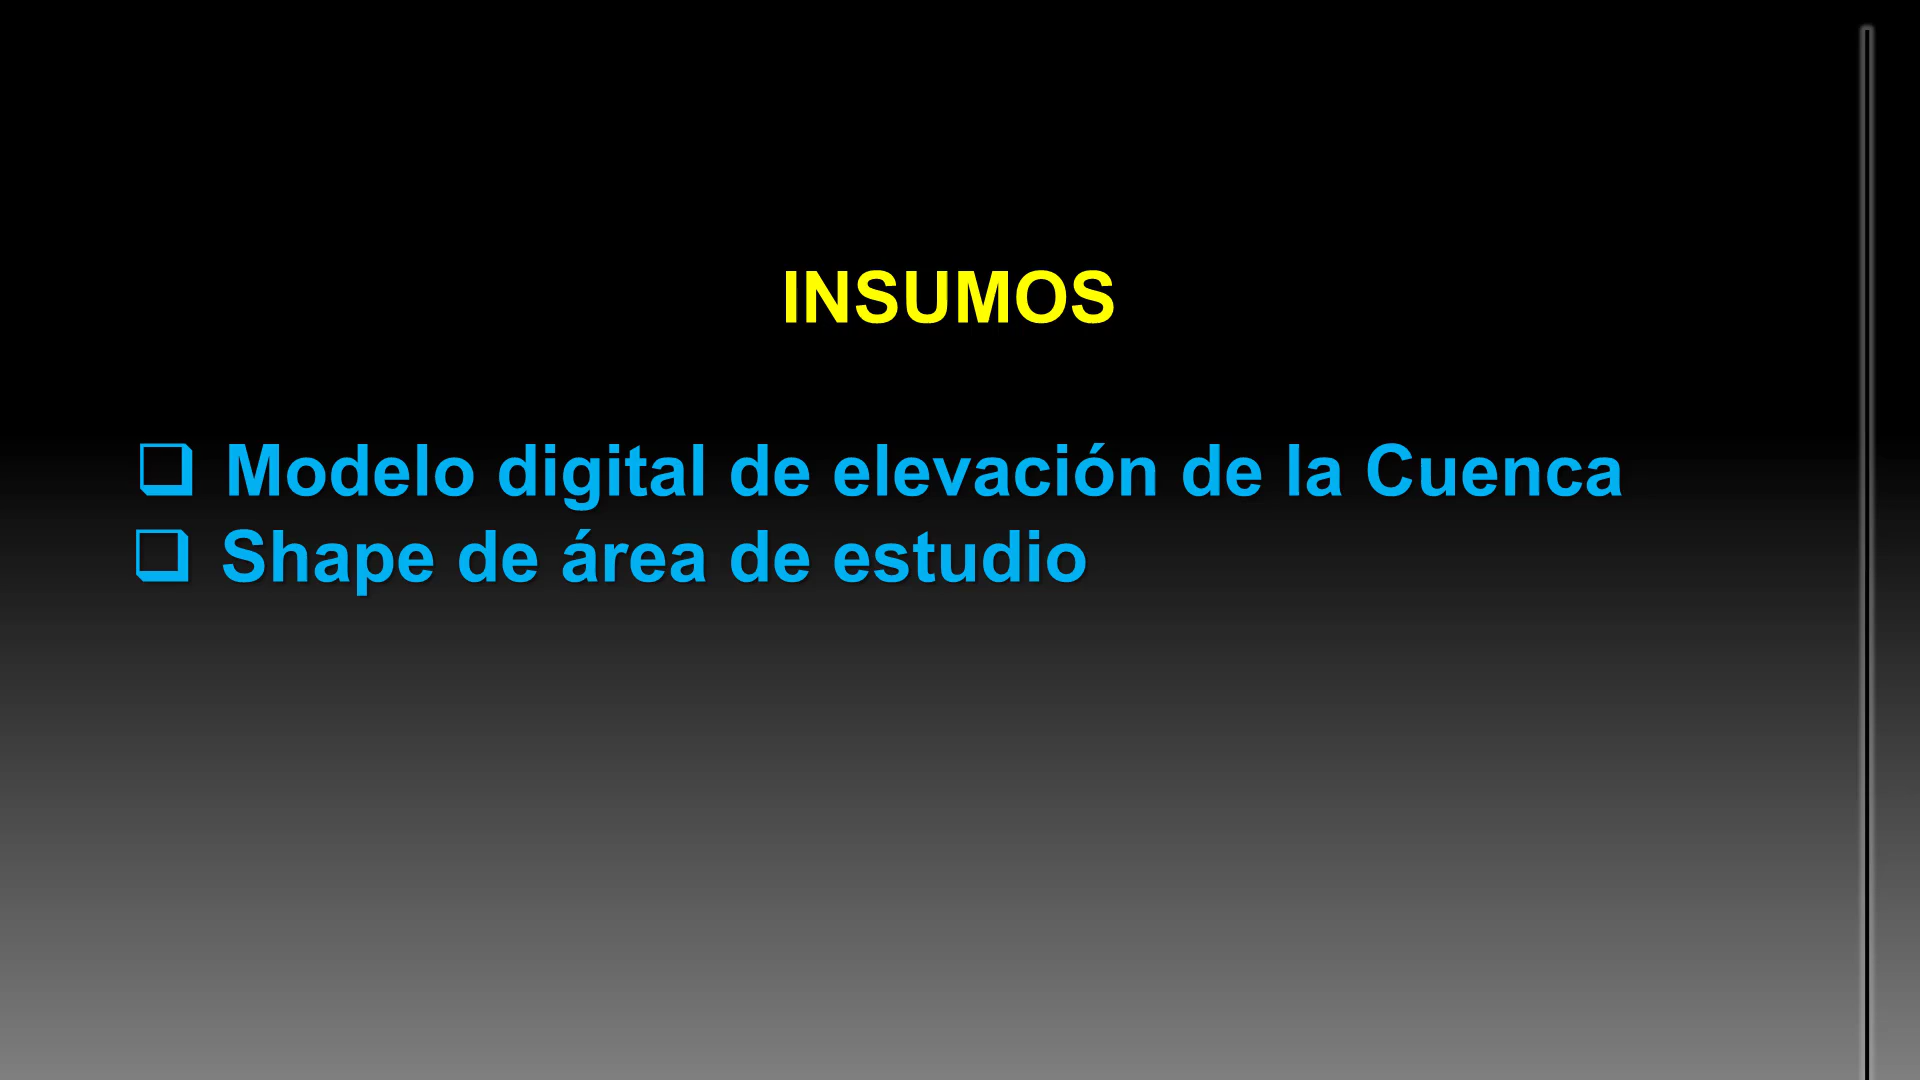 INSUMOS
❑ Modelo digital de elevación de la Cuenca
❑ Shape de área de estudio